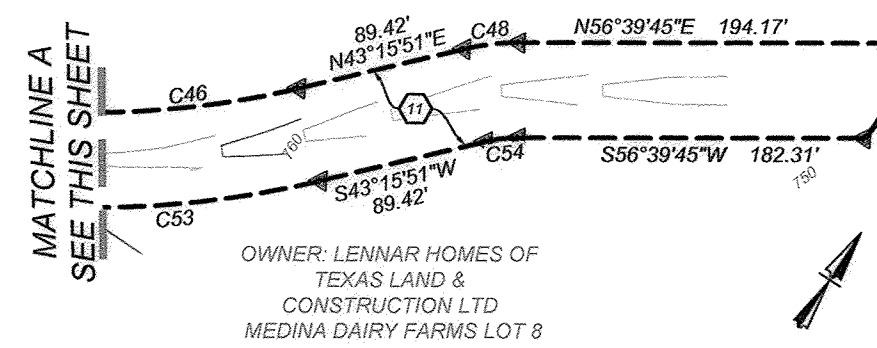 MATCHLINE A
SEE THIS SHEET
C46
89.42'
N43°15'51"E
C48
N56°39'45"E 194.17'
11
760
C53
S43°15'51"W
89.42'
C54
S56°39'45"W 182.31'
750
OWNER: LENNAR HOMES OF
TEXAS LAND &
CONSTRUCTION LTD
MEDINA DAIRY FARMS LOT 8